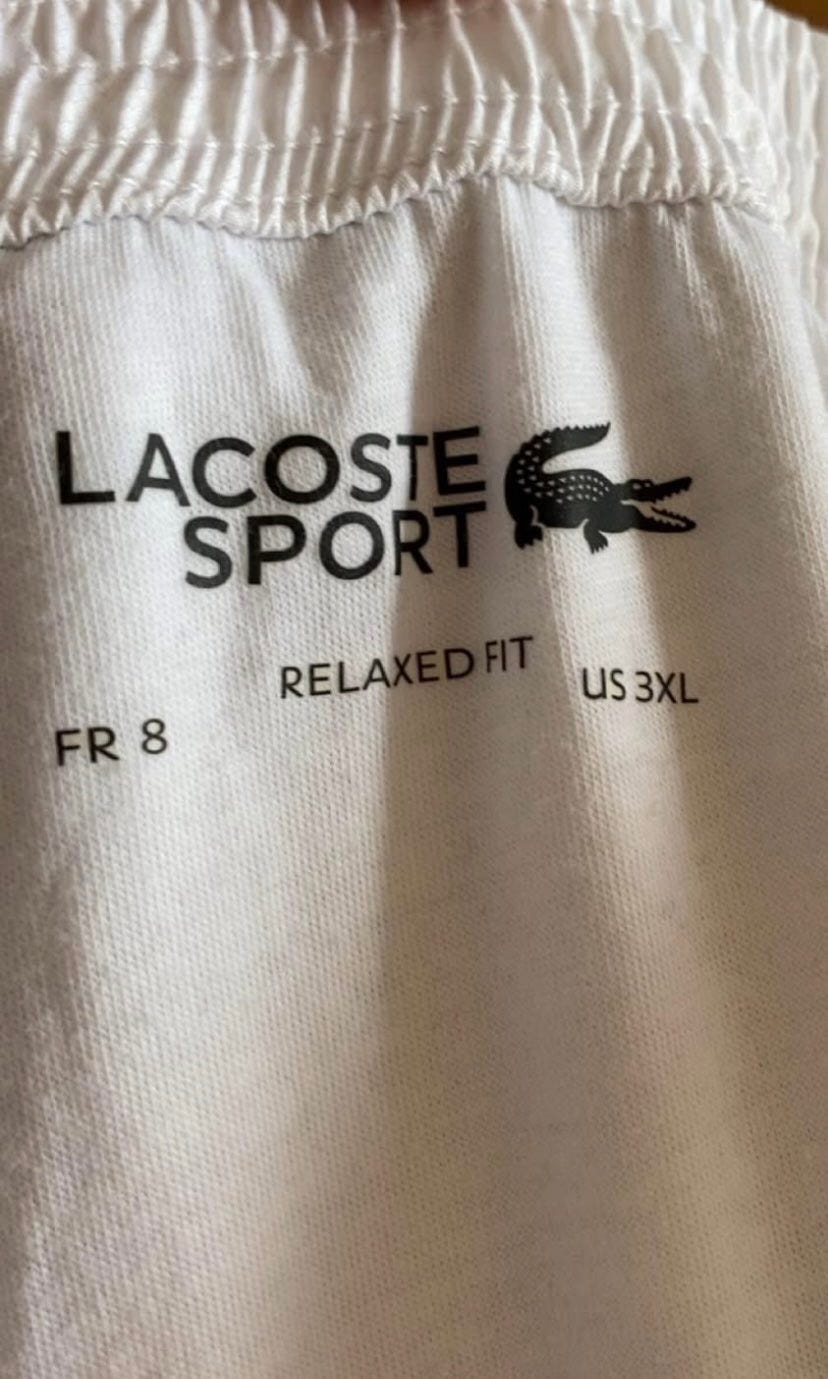 LACOSTE
SPORT
RELAXED FIT
FR 8
US 3XL